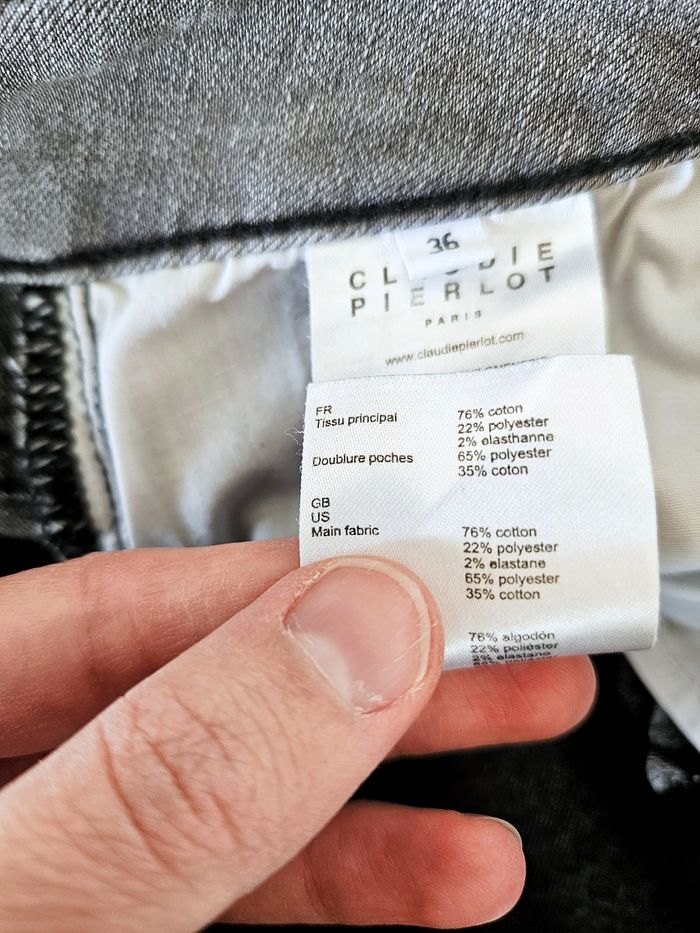 36
CLAUDIE
PIERLOT
PARIS
www.claudiepierlot.com
FR
Tissu principal 76% coton
22% polyester
2% elasthanne
Doublure poches 65% polyester
35% coton
GB
US
Main fabric 76% cotton
22% polyester
2% elastane
65% polyester
35% cotton
76% algodón
22% poliéster
2% elastano